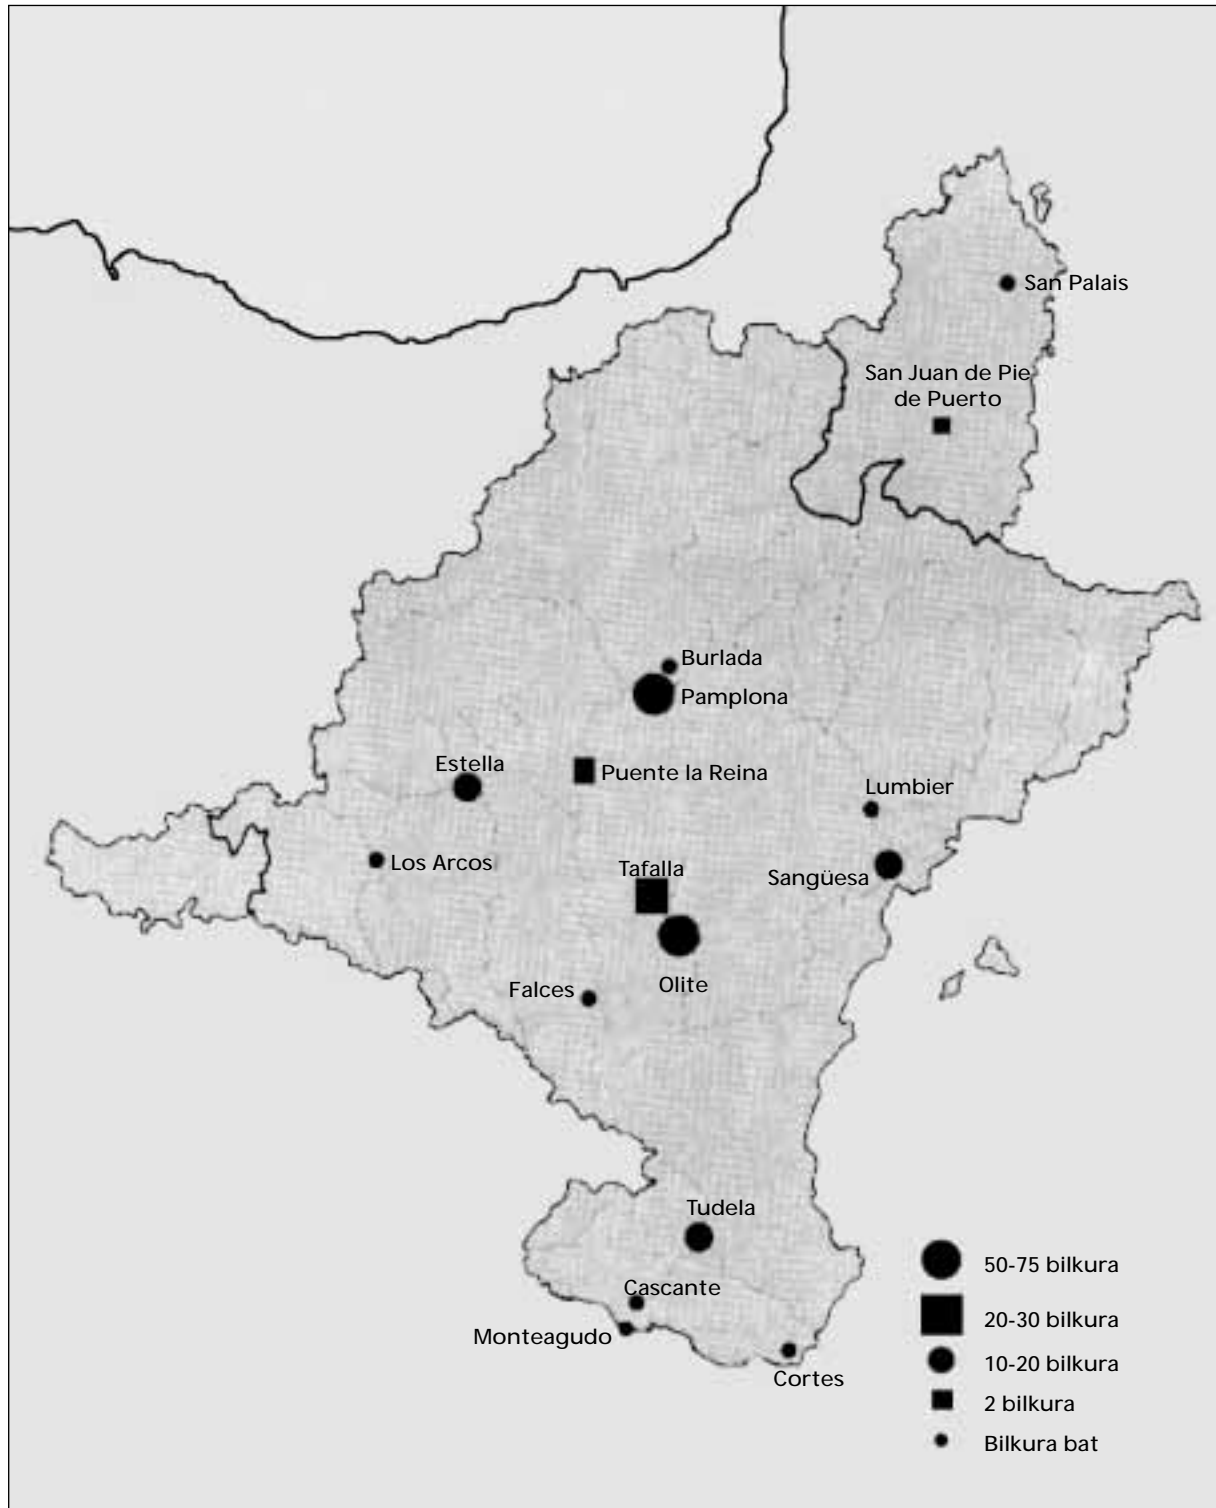 San Palais
San Juan de Pie
de Puerto
Burlada
Pamplona
Estella
Puente la Reina
Lumbier
Los Arcos
Tafalla
Sangüesa
Olite
Falces
Tudela
Cascante
Monteagudo
Cortes
50-75 bilkura
20-30 bilkura
10-20 bilkura
2 bilkura
Bilkura bat